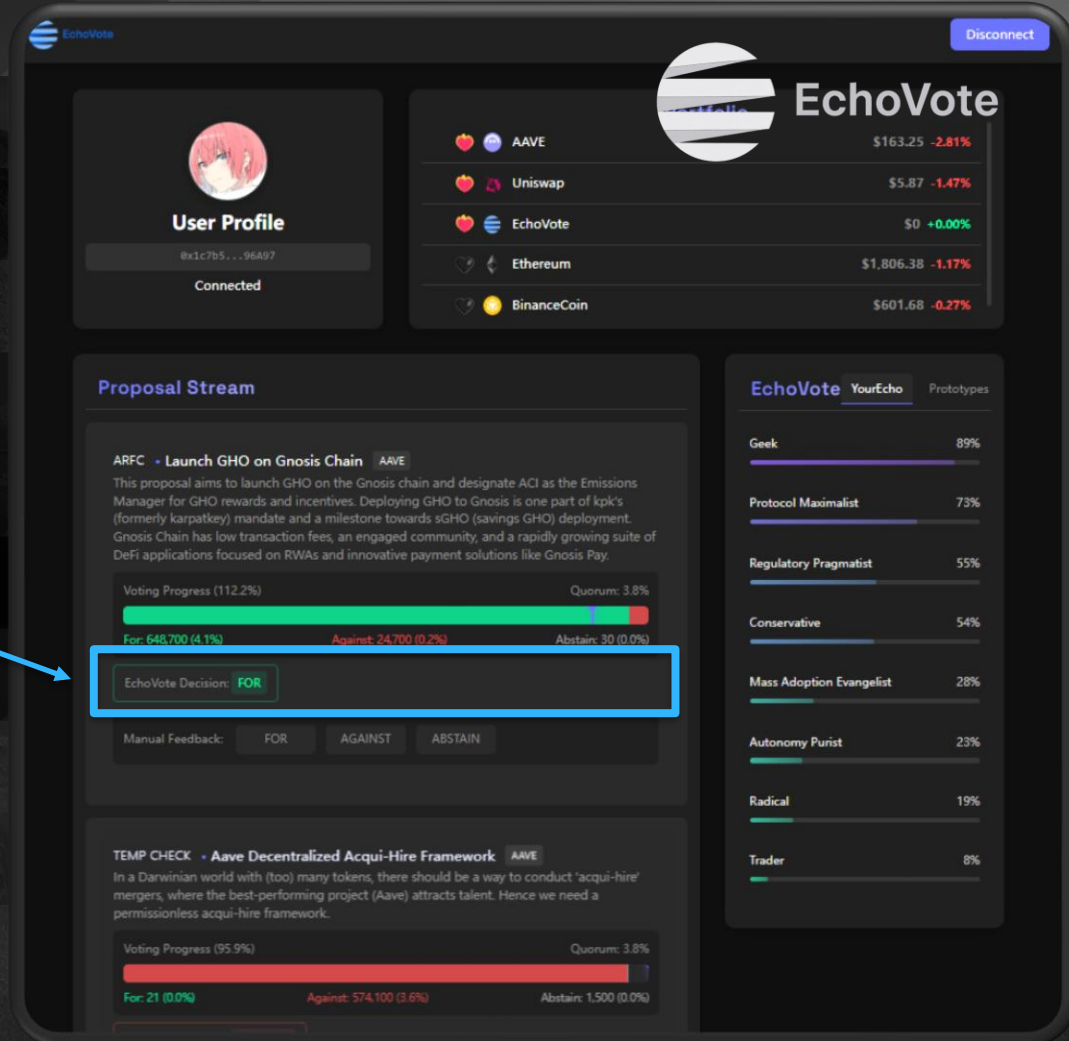 EchoVote
Disconnect
EchoVote
User Profile
0x1c7b5...96A97
Connected
AAVE $163.25 -2.81%
Uniswap $5.87 -1.47%
EchoVote $0 +0.00%
Ethereum $1,806.38 -1.17%
BinanceCoin $601.68 -0.27%
Proposal Stream
ARFC • Launch GHO on Gnosis Chain AAVE
This proposal aims to launch GHO on the Gnosis chain and designate ACI as the Emissions
Manager for GHO rewards and incentives. Deploying GHO to Gnosis is one part of kpk's
(formerly karpatkey) mandate and a milestone towards sGHO (savings GHO) deployment.
Gnosis Chain has low transaction fees, an engaged community, and a rapidly growing suite of
DeFi applications focused on RWAs and innovative payment solutions like Gnosis Pay.
Voting Progress (112.2%) Quorum: 3.8%
For: 648,700 (4.1%) Against: 24,700 (0.2%) Abstain: 30 (0.0%)
EchoVote Decision: FOR
Manual Feedback: FOR AGAINST ABSTAIN
TEMP CHECK • Aave Decentralized Acqui-Hire Framework AAVE
In a Darwinian world with (too) many tokens, there should be a way to conduct 'acqui-hire'
mergers, where the best-performing project (Aave) attracts talent. Hence we need a
permissionless acqui-hire framework.
Voting Progress (95.9%) Quorum: 3.8%
For: 21 (0.0%) Against: 574,100 (3.6%) Abstain: 1,500 (0.0%)
EchoVote YourEcho Prototypes
Geek 89%
Protocol Maximalist 73%
Regulatory Pragmatist 55%
Conservative 54%
Mass Adoption Evangelist 28%
Autonomy Purist 23%
Radical 19%
Trader 8%